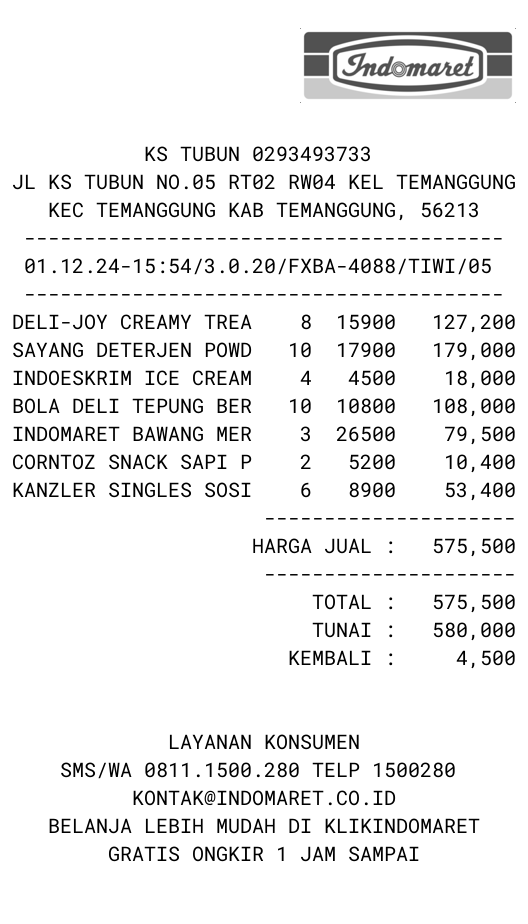 Indomaret
KS TUBUN 0293493733
JL KS TUBUN NO.05 RT02 RW04 KEL TEMANGGUNG
KEC TEMANGGUNG KAB TEMANGGUNG, 56213
----------------------------------------
01.12.24-15:54/3.0.20/FXBA-4088/TIWI/05
----------------------------------------
DELI-JOY CREAMY TREA 8 15900 127,200
SAYANG DETERJEN POWD 10 17900 179,000
INDOESKRIM ICE CREAM 4 4500 18,000
BOLA DELI TEPUNG BER 10 10800 108,000
INDOMARET BAWANG MER 3 26500 79,500
CORNTOZ SNACK SAPI P 2 5200 10,400
KANZLER SINGLES SOSI 6 8900 53,400
---------------------
HARGA JUAL : 575,500
---------------------
TOTAL : 575,500
TUNAI : 580,000
KEMBALI : 4,500
LAYANAN KONSUMEN
SMS/WA 0811.1500.280 TELP 1500280
KONTAK@INDOMARET.CO.ID
BELANJA LEBIH MUDAH DI KLIKINDOMARET
GRATIS ONGKIR 1 JAM SAMPAI